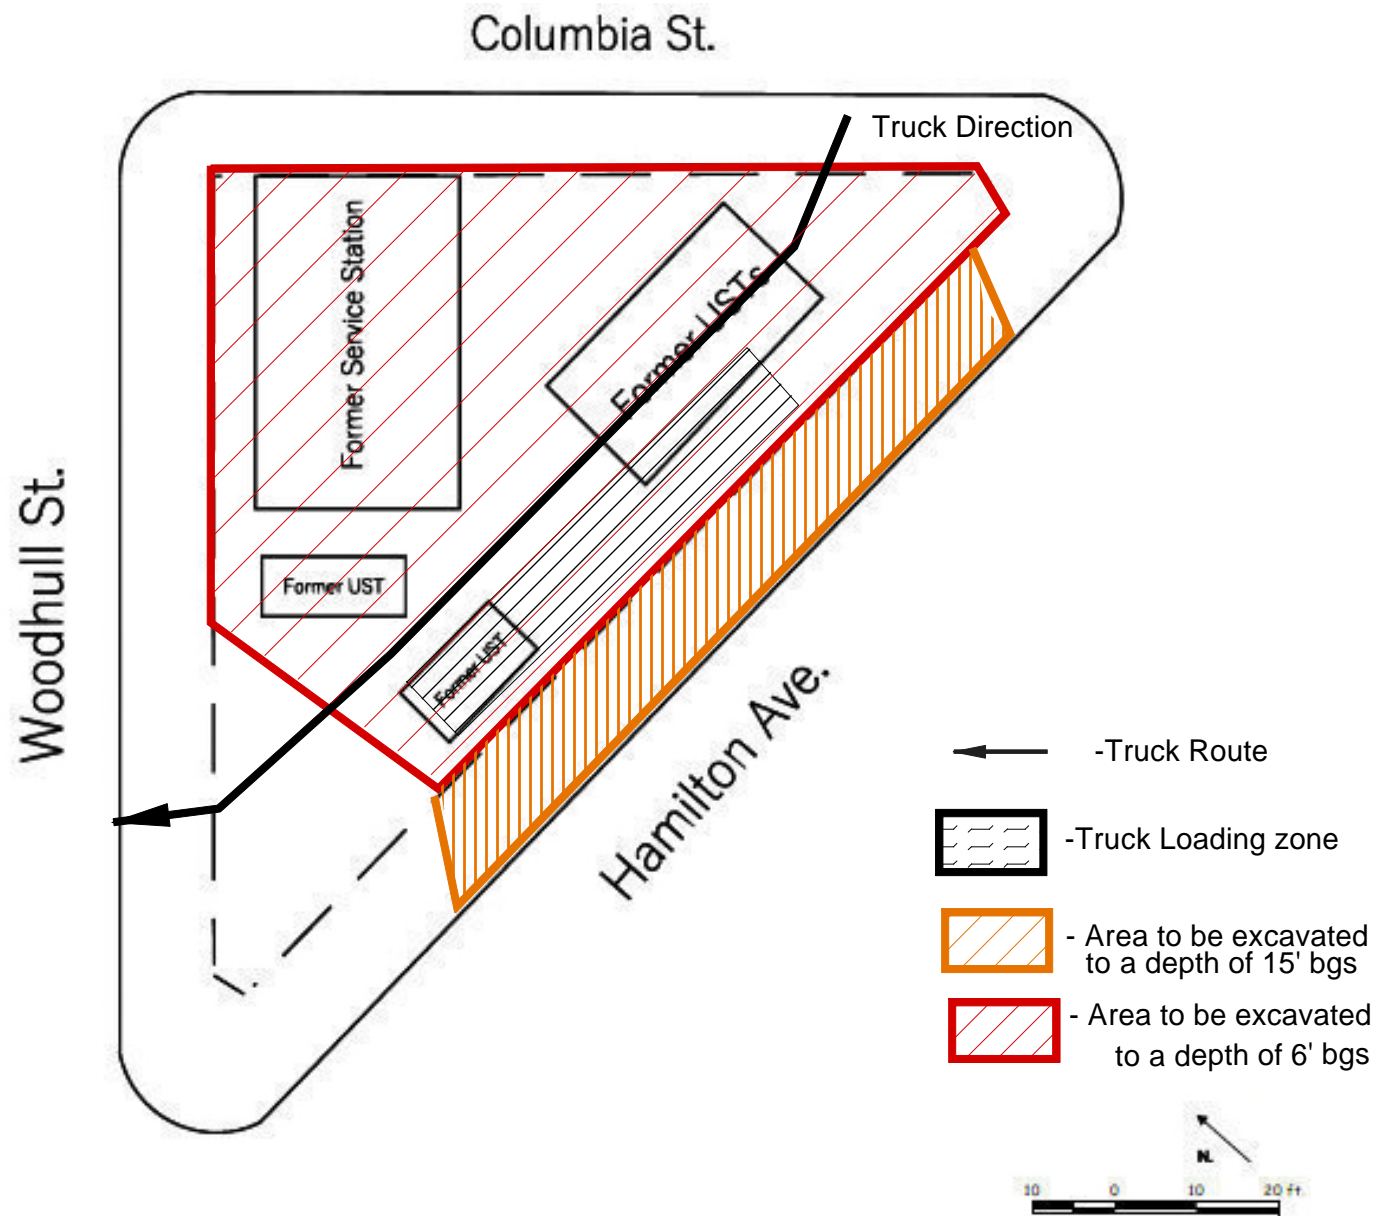 Columbia St.
Truck Direction
Former Service Station
Former USTs
Woodhull St.
Former UST
Former UST
Hamilton Ave.
-Truck Route
-Truck Loading zone
- Area to be excavated
to a depth of 15' bgs
- Area to be excavated
to a depth of 6' bgs
N.
10 0 10 20 ft.